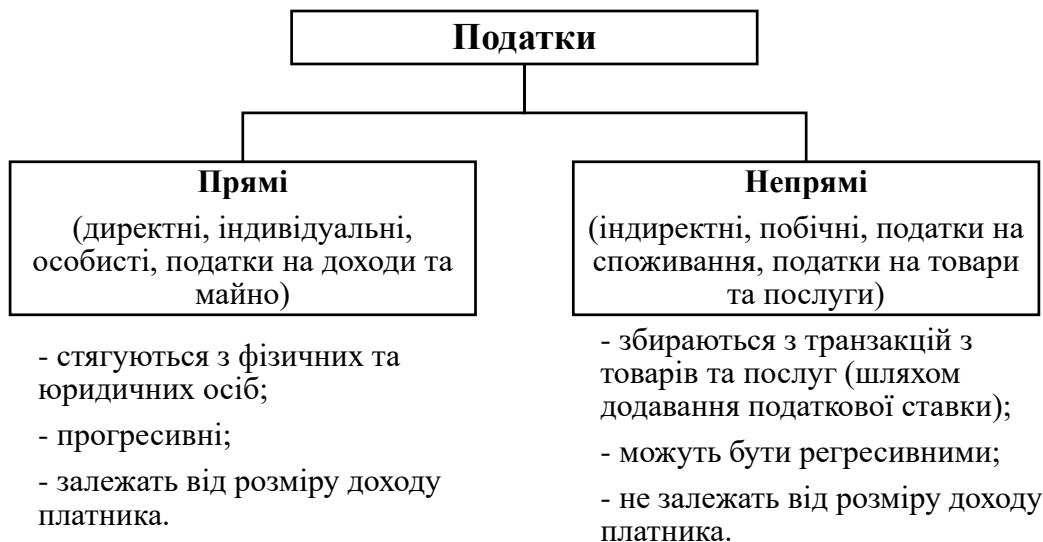 Податки
Прямі
(директні, індивідуальні,
особисті, податки на доходи та
майно)
- стягуються з фізичних та
юридичних осіб;
- прогресивні;
- залежать від розміру доходу
платника.
Непрямі
(індиректні, побічні, податки на
споживання, податки на товари
та послуги)
- збираються з транзакцій з
товарів та послуг (шляхом
додавання податкової ставки);
- можуть бути регресивними;
- не залежать від розміру доходу
платника.